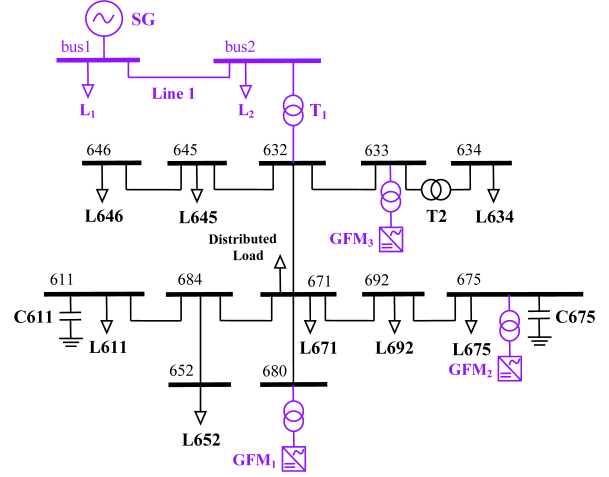 SG
bus1
bus2
Line 1
L1
L2
T1
646
645
632
633
634
L646
L645
GFM3
T2
L634
Distributed
Load
611
684
671
692
675
C611
L611
L671
L692
L675
C675
GFM2
652
680
L652
GFM1